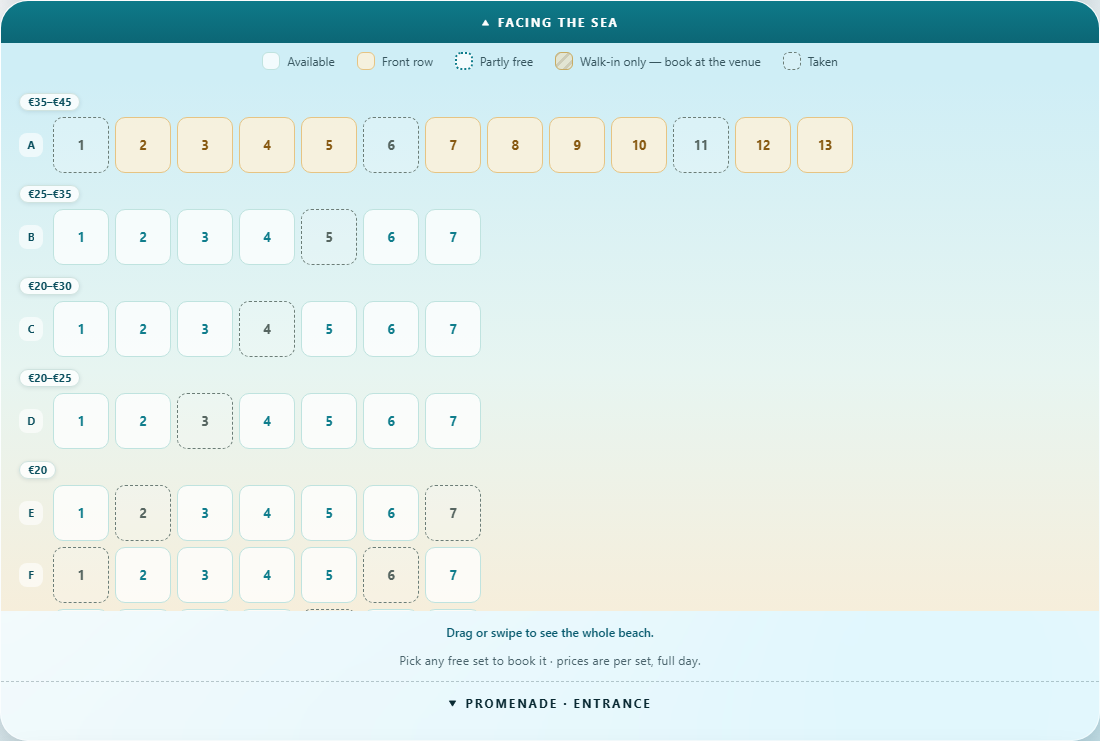 ▲ FACING THE SEA
Available Front row Partly free Walk-in only — book at the venue Taken
€35–€45
A 1 2 3 4 5 6 7 8 9 10 11 12 13
€25–€35
B 1 2 3 4 5 6 7
€20–€30
C 1 2 3 4 5 6 7
€20–€25
D 1 2 3 4 5 6 7
€20
E 1 2 3 4 5 6 7
F 1 2 3 4 5 6 7
Drag or swipe to see the whole beach.
Pick any free set to book it · prices are per set, full day.
▼ PROMENADE · ENTRANCE